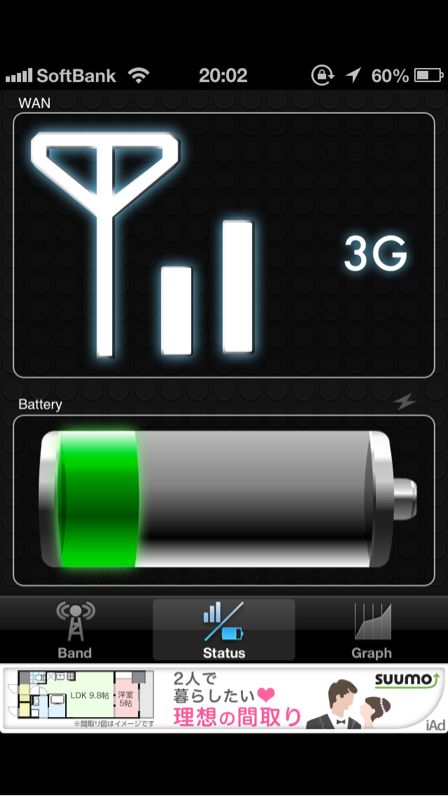 SoftBank 20:02 60%
WAN
3G
Battery
Band Status Graph
2人で
暮らしたい
理想の間取り
LDK 9.8帖
洋室
5帖
※間取り図はイメージです
suumo
iAd